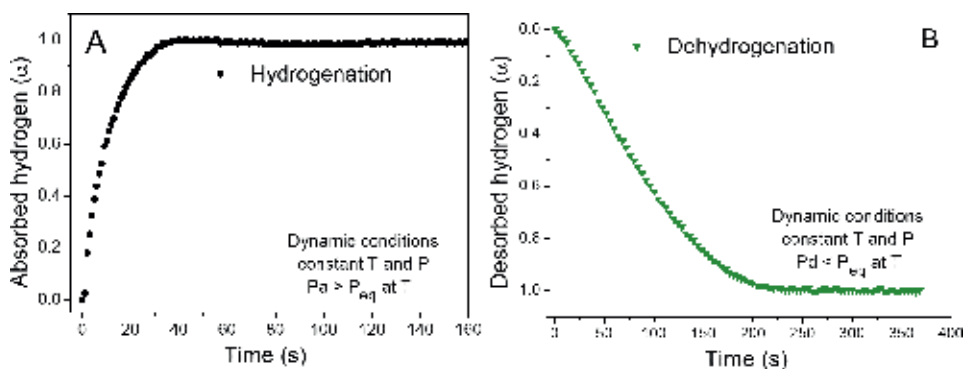 A
Hydrogenation
Absorbed hydrogen (α)
1.0
0.8
0.6
0.4
0.2
0.0
Dynamic conditions
constant T and P
Pa > Peq at T
0
20
40
60
80
100
120
140
160
Time (s)
B
Dehydrogenation
Desorbed hydrogen (α)
0.0
0.2
0.4
0.6
0.8
1.0
Dynamic conditions
constant T and P
Pd < Peq at T
0
50
100
150
200
250
300
350
400
Time (s)